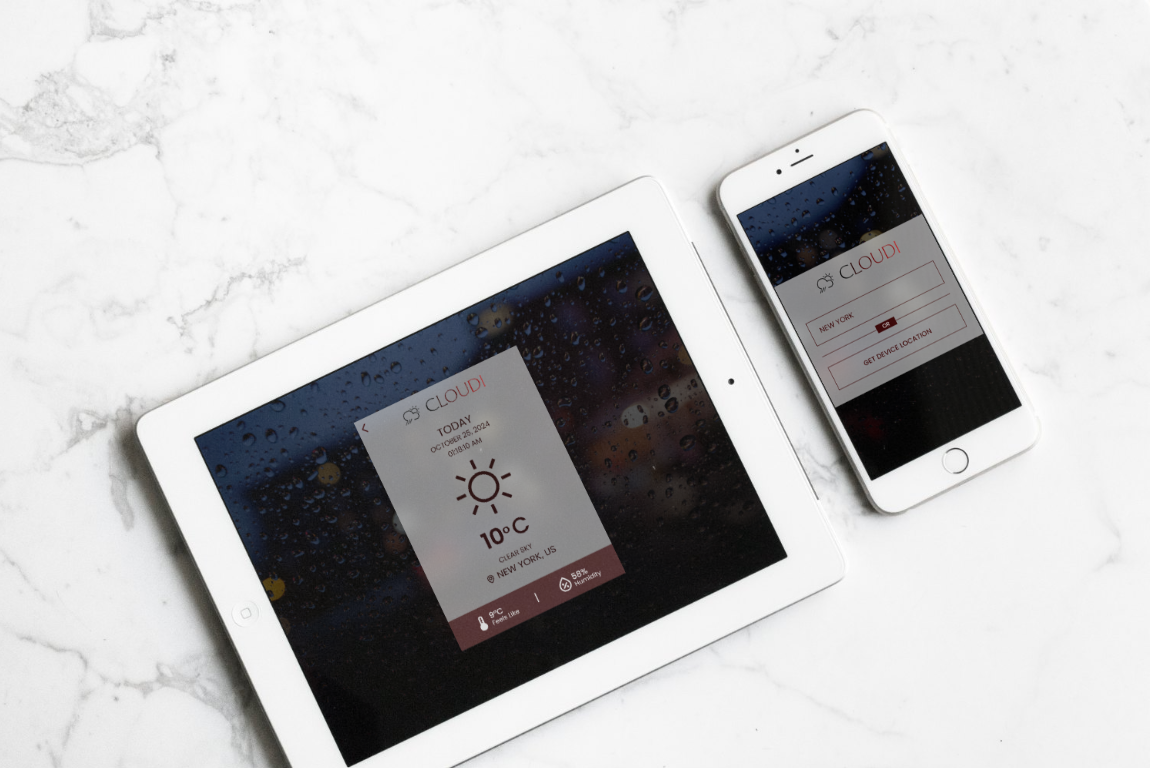 CLOUDI
TODAY
OCTOBER 25, 2024
01:18:10 AM
10°C
CLEAR SKY
NEW YORK, US
9°C
Feels Like
|
58%
Humidity
CLOUDI
NEW YORK
OR
GET DEVICE LOCATION